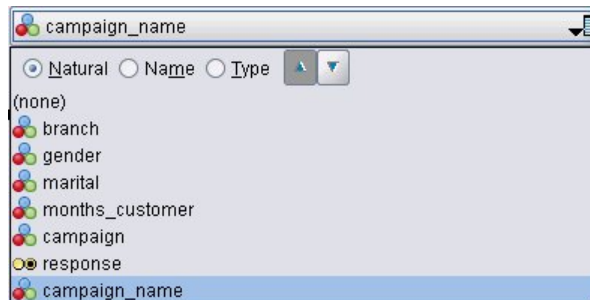 campaign_name
Natural Name Type
(none)
branch
gender
marital
months_customer
campaign
response
campaign_name